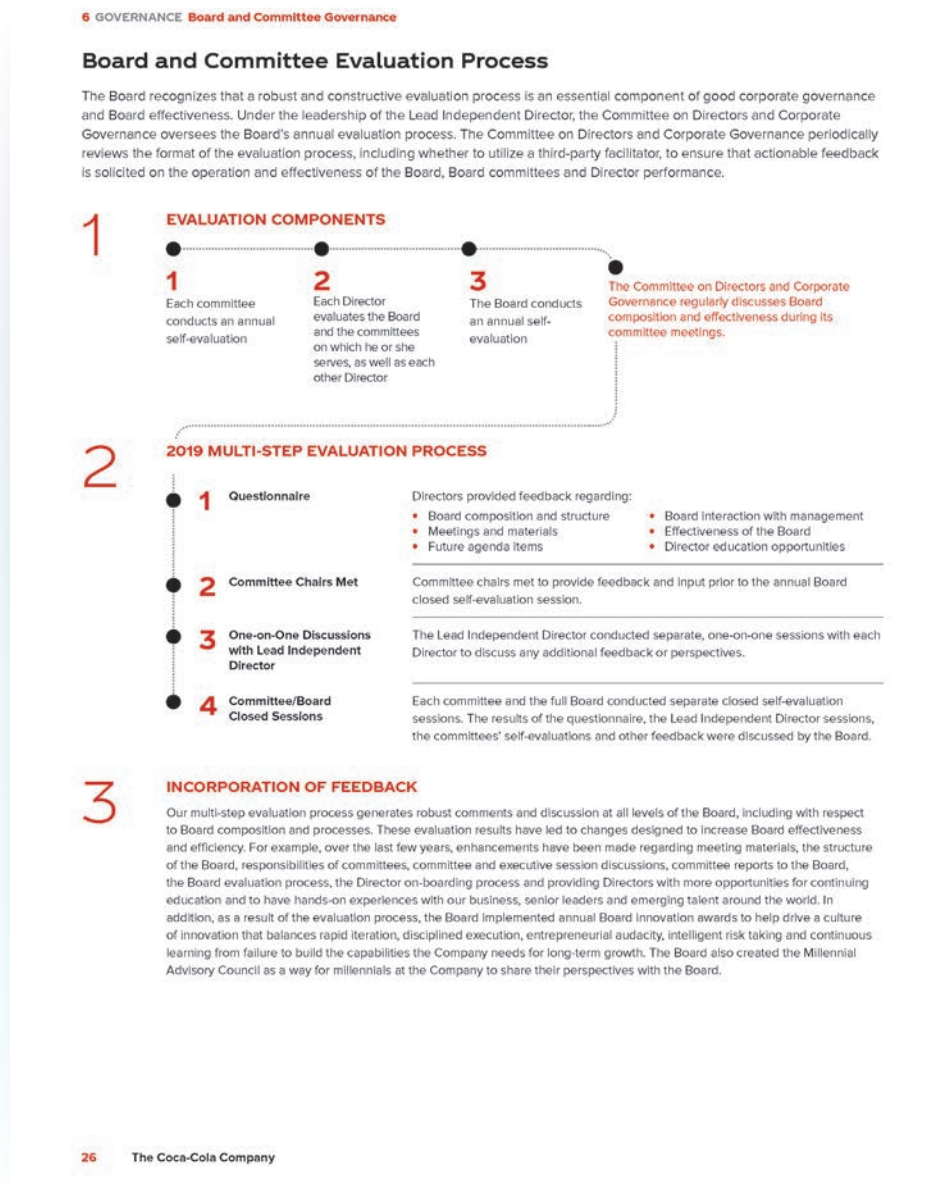 6 GOVERNANCE Board and Committee Governance
Board and Committee Evaluation Process
The Board recognizes that a robust and constructive evaluation process is an essential component of good corporate governance
and Board effectiveness. Under the leadership of the Lead Independent Director, the Committee on Directors and Corporate
Governance oversees the Board's annual evaluation process. The Committee on Directors and Corporate Governance periodically
reviews the format of the evaluation process, including whether to utilize a third-party facilitator, to ensure that actionable feedback
is solicited on the operation and effectiveness of the Board, Board committees and Director performance.
1
EVALUATION COMPONENTS
1
Each committee
conducts an annual
self-evaluation
2
Each Director
evaluates the Board
and the committees
on which he or she
serves, as well as each
other Director
3
The Board conducts
an annual self-
evaluation
The Committee on Directors and Corporate
Governance regularly discusses Board
composition and effectiveness during its
committee meetings.
2
2019 MULTI-STEP EVALUATION PROCESS
1
Questionnaire
Directors provided feedback regarding:
• Board composition and structure
• Meetings and materials
• Future agenda items
• Board interaction with management
• Effectiveness of the Board
• Director education opportunities
2
Committee Chairs Met
Committee chairs met to provide feedback and input prior to the annual Board
closed self-evaluation session.
3
One-on-One Discussions
with Lead Independent
Director
The Lead Independent Director conducted separate, one-on-one sessions with each
Director to discuss any additional feedback or perspectives.
4
Committee/Board
Closed Sessions
Each committee and the full Board conducted separate closed self-evaluation
sessions. The results of the questionnaire, the Lead Independent Director sessions,
the committees' self-evaluations and other feedback were discussed by the Board.
3
INCORPORATION OF FEEDBACK
Our multi-step evaluation process generates robust comments and discussion at all levels of the Board, including with respect
to Board composition and processes. These evaluation results have led to changes designed to increase Board effectiveness
and efficiency. For example, over the last few years, enhancements have been made regarding meeting materials, the structure
of the Board, responsibilities of committees, committee and executive session discussions, committee reports to the Board,
the Board evaluation process, the Director on-boarding process and providing Directors with more opportunities for continuing
education and to have hands-on experiences with our business, senior leaders and emerging talent around the world. In
addition, as a result of the evaluation process, the Board implemented annual Board innovation awards to help drive a culture
of innovation that balances rapid iteration, disciplined execution, entrepreneurial audacity, intelligent risk taking and continuous
learning from failure to build the capabilities the Company needs for long-term growth. The Board also created the Millennial
Advisory Council as a way for millennials at the Company to share their perspectives with the Board.
26 The Coca-Cola Company